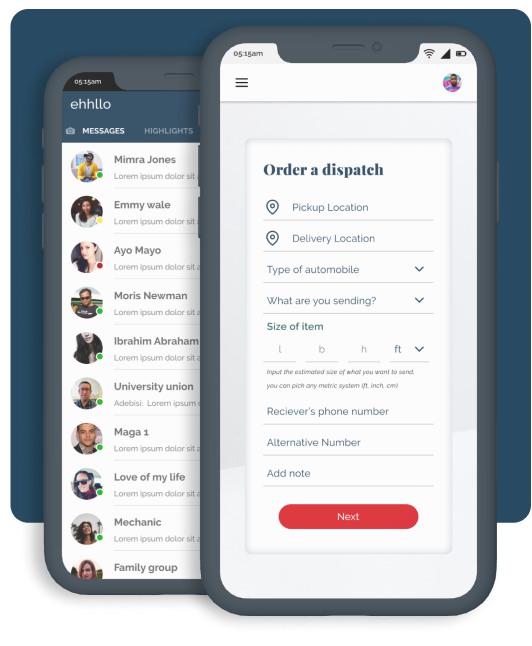 05:15am
ehhllo
MESSAGES HIGHLIGHTS
Mimra Jones
Lorem ipsum dolor sit a
Emmy wale
Lorem ipsum dolor sit a
Ayo Mayo
Lorem ipsum dolor sit a
Moris Newman
Lorem ipsum dolor sit a
Ibrahim Abraham
Lorem ipsum dolor sit a
University union
Adebisi: Lorem ipsum
Maga 1
Lorem ipsum dolor sit a
Love of my life
Lorem ipsum dolor sit a
Mechanic
Lorem ipsum dolor sit a
Family group
Lorem ipsum dolor sit a
05:15am
Order a dispatch
Pickup Location
Delivery Location
Type of automobile
What are you sending?
Size of item
l b h ft
Input the estimated size of what you want to send,
you can pick any metric system (ft, inch, cm)
Reciever's phone number
Alternative Number
Add note
Next